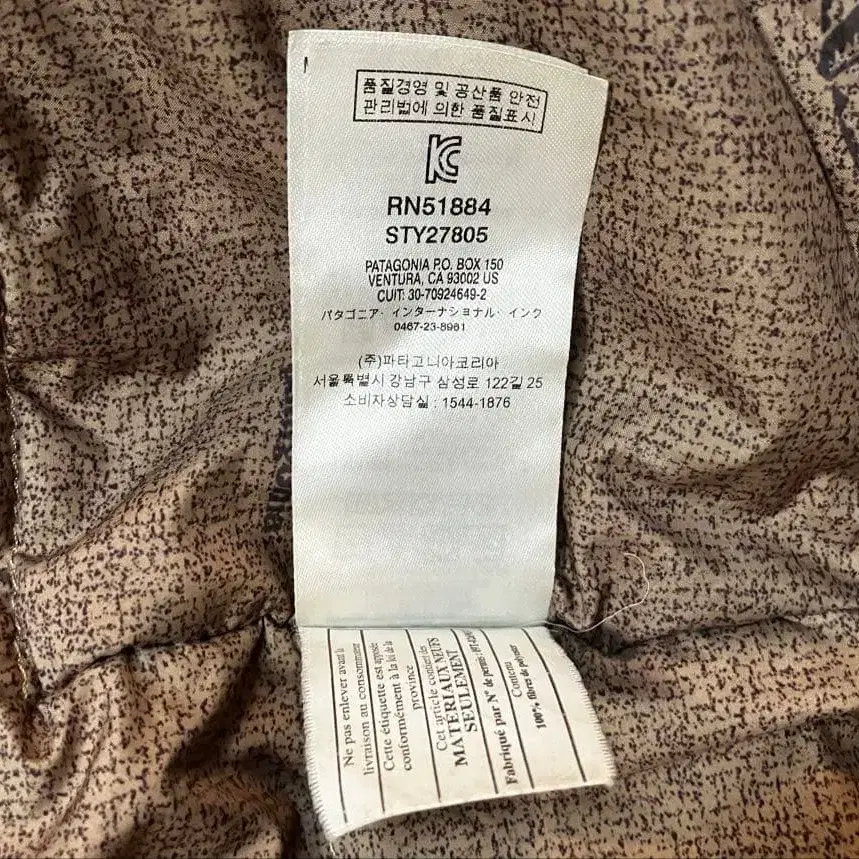 품질경영 및 공산품 안전
관리법에 의한 품질표시
RN51884
STY27805
PATAGONIA P.O. BOX 150
VENTURA, CA 93002 US
CUIT: 30-70924649-2
パタゴニア・インターナショナル・インク
0467-23-8961
(주)파타고니아코리아
서울특별시 강남구 삼성로 122길 25
소비자상담실 : 1544-1876
Ne pas enlever avant la
livraison au consommateur
Cette étiquette est apposée
conformément à la loi de la
province
Cet article contient des
MATÉRIAUX NEUFS
SEULEMENT
Fabriqué par N° de permis:
Contenu
100% fibres de polyester